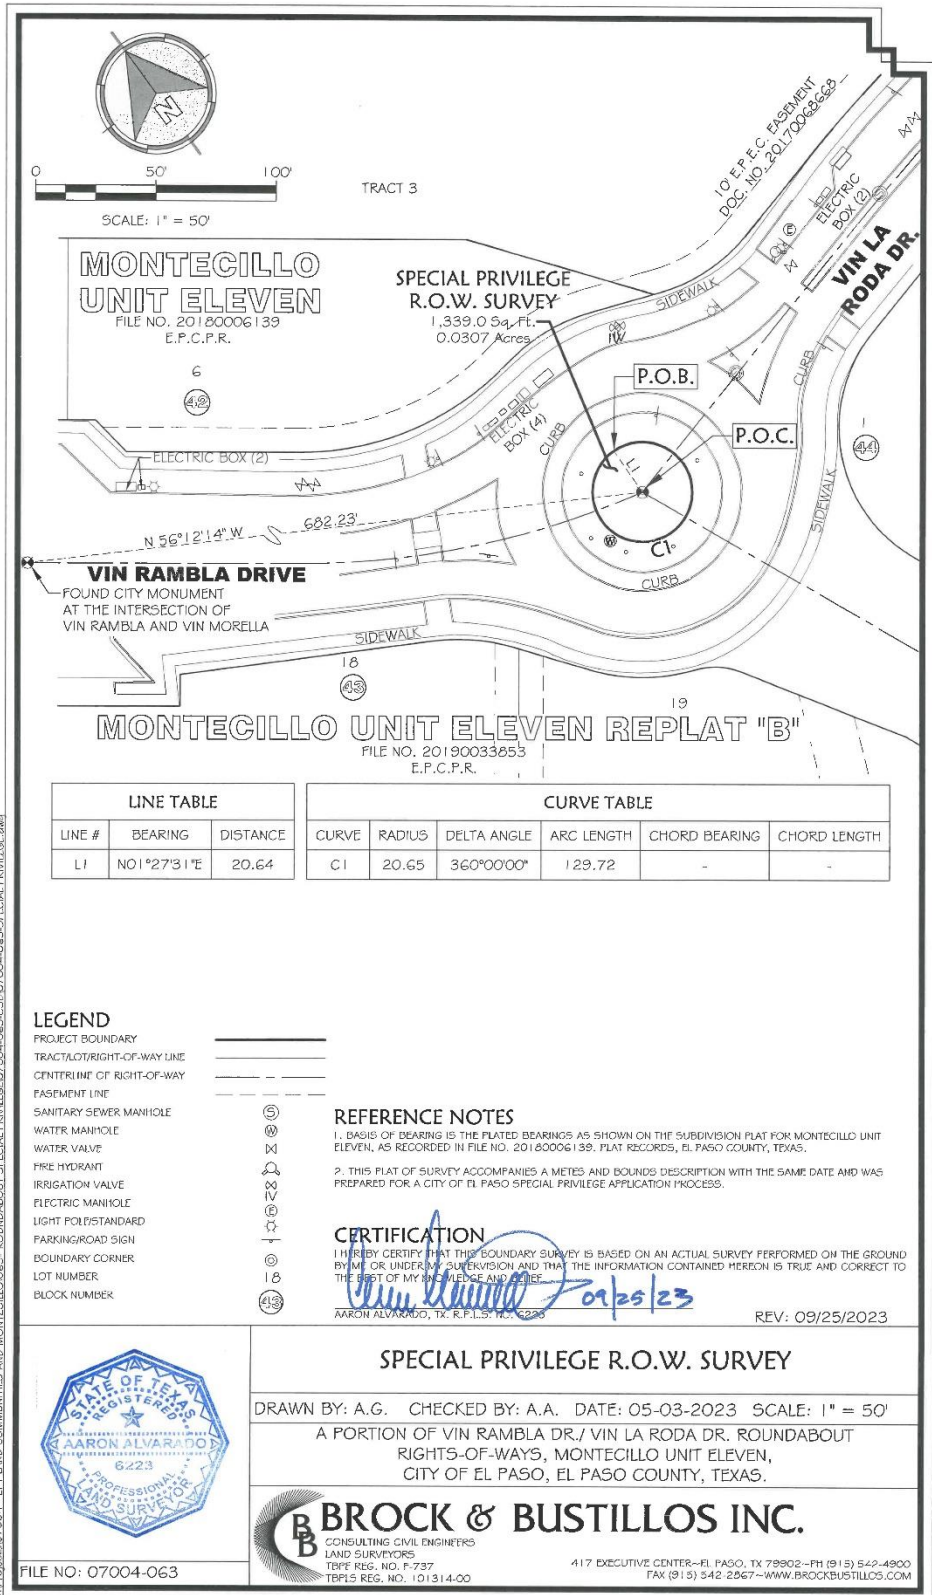 N
0 50' 100'
SCALE: 1" = 50'
TRACT 3
10' E.P.E.C. EASEMENT
DOC. NO. 20170068668
ELECTRIC
BOX (2)
S
E
VIN LA
RODA DR.
MONTECILLO
UNIT ELEVEN
FILE NO. 20180006139
E.P.C.P.R.
6
42
SPECIAL PRIVILEGE
R.O.W. SURVEY
1,339.0 Sq. Ft.
0.0307 Acres
SIDEWALK
IW
P.O.B.
P.O.C.
CURB
1
44
ELECTRIC
BOX (4)
CURB
L1
ELECTRIC BOX (2)
SIDEWALK
N 56°12'14" W 682.23'
W
C1
CURB
VIN RAMBLA DRIVE
FOUND CITY MONUMENT
AT THE INTERSECTION OF
VIN RAMBLA AND VIN MORELLA
SIDEWALK
18
43
19
MONTECILLO UNIT ELEVEN REPLAT "B"
FILE NO. 20190033853
E.P.C.P.R.
LINE TABLE
LINE # BEARING DISTANCE
L1 N01°27'31"E 20.64
CURVE TABLE
CURVE RADIUS DELTA ANGLE ARC LENGTH CHORD BEARING CHORD LENGTH
C1 20.65 360°00'00" 129.72 - -
LEGEND
PROJECT BOUNDARY
TRACT/LOT/RIGHT-OF-WAY LINE
CENTERLINE OF RIGHT-OF-WAY
EASEMENT LINE
SANITARY SEWER MANHOLE S
WATER MANHOLE W
WATER VALVE
FIRE HYDRANT
IRRIGATION VALVE IV
ELECTRIC MANHOLE E
LIGHT POLE/STANDARD
PARKING/ROAD SIGN
BOUNDARY CORNER
LOT NUMBER 18
BLOCK NUMBER 43
REFERENCE NOTES
1. BASIS OF BEARING IS THE PLATED BEARINGS AS SHOWN ON THE SUBDIVISION PLAT FOR MONTECILLO UNIT
ELEVEN, AS RECORDED IN FILE NO. 20180006139. PLAT RECORDS, EL PASO COUNTY, TEXAS.
2. THIS PLAT OF SURVEY ACCOMPANIES A METES AND BOUNDS DESCRIPTION WITH THE SAME DATE AND WAS
PREPARED FOR A CITY OF EL PASO SPECIAL PRIVILEGE APPLICATION PROCESS.
CERTIFICATION
I HEREBY CERTIFY THAT THIS BOUNDARY SURVEY IS BASED ON AN ACTUAL SURVEY PERFORMED ON THE GROUND
BY ME OR UNDER MY SUPERVISION AND THAT THE INFORMATION CONTAINED HEREON IS TRUE AND CORRECT TO
THE BEST OF MY KNOWLEDGE AND BELIEF.
09/25/23
AARON ALVARADO, TX. R.P.L.S. NO. 6223
REV: 09/25/2023
STATE OF TEXAS
REGISTERED
AARON ALVARADO
6223
PROFESSIONAL
LAND SURVEYOR
FILE NO: 07004-063
SPECIAL PRIVILEGE R.O.W. SURVEY
DRAWN BY: A.G. CHECKED BY: A.A. DATE: 05-03-2023 SCALE: 1" = 50'
A PORTION OF VIN RAMBLA DR./ VIN LA RODA DR. ROUNDABOUT
RIGHTS-OF-WAYS, MONTECILLO UNIT ELEVEN,
CITY OF EL PASO, EL PASO COUNTY, TEXAS.
BB
BROCK & BUSTILLOS INC.
CONSULTING CIVIL ENGINEERS
LAND SURVEYORS
TBPE REG. NO. F-737
TBPLS REG. NO. 101314-00
417 EXECUTIVE CENTER~EL PASO, TX 79902~PH (915) 542-4900
FAX (915) 542-2867~WWW.BROCKBUSTILLOS.COM